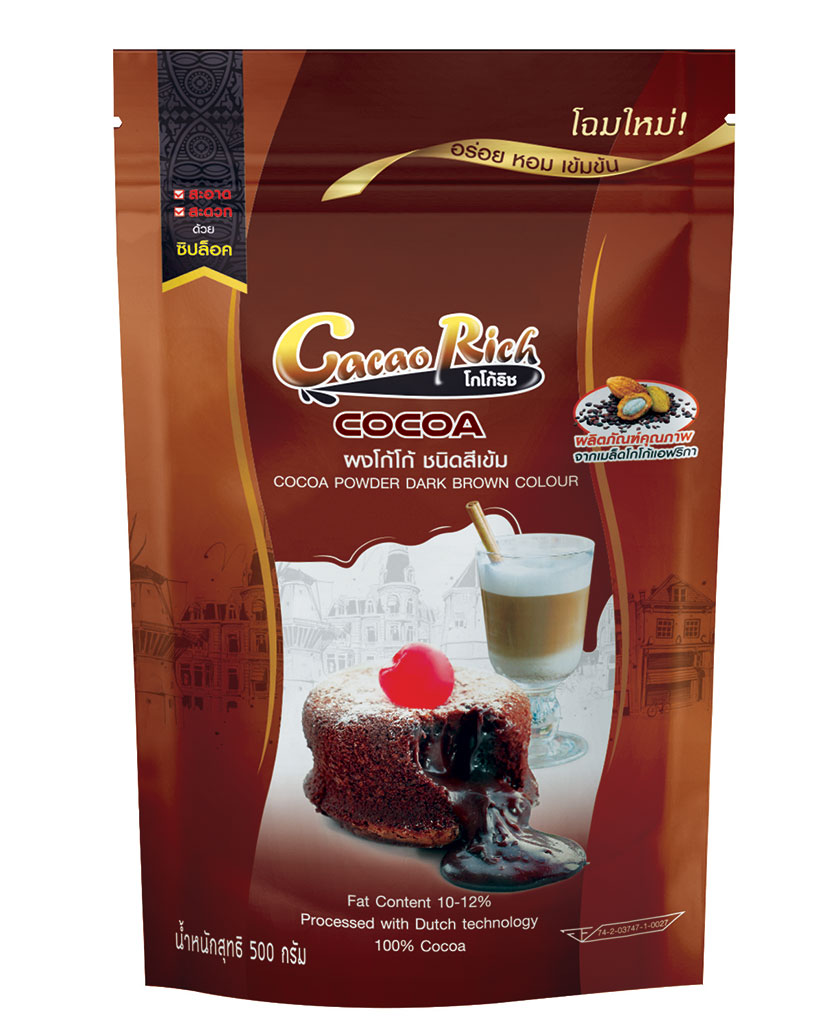 โฉมใหม่!
อร่อย หอม เข้มข้น
สะอาด
สะดวก
ด้วย
ซิปล็อค
Cacao Rich
โกโก้ริช
COCOA
ผงโก้โก้ ชนิดสีเข้ม
COCOA POWDER DARK BROWN COLOUR
ผลิตภัณฑ์คุณภาพ
จากเมล็ดโกโก้แอฟริกา
Fat Content 10-12%
Processed with Dutch technology
100% Cocoa
น้ำหนักสุทธิ 500 กรัม
F 74-2-03747-1-0027